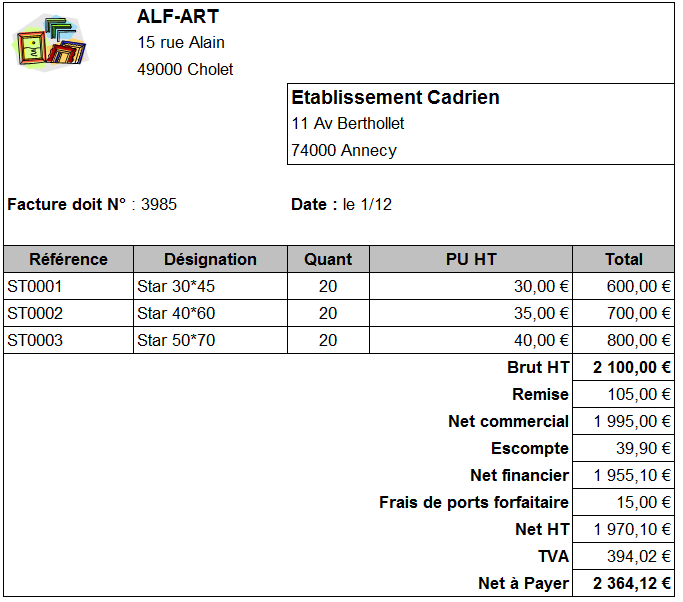 ALF-ART
15 rue Alain
49000 Cholet
Etablissement Cadrien
11 Av Berthollet
74000 Annecy
Facture doit N° : 3985 Date : le 1/12
Référence Désignation Quant PU HT Total
ST0001 Star 30*45 20 30,00 € 600,00 €
ST0002 Star 40*60 20 35,00 € 700,00 €
ST0003 Star 50*70 20 40,00 € 800,00 €
Brut HT 2 100,00 €
Remise 105,00 €
Net commercial 1 995,00 €
Escompte 39,90 €
Net financier 1 955,10 €
Frais de ports forfaitaire 15,00 €
Net HT 1 970,10 €
TVA 394,02 €
Net à Payer 2 364,12 €